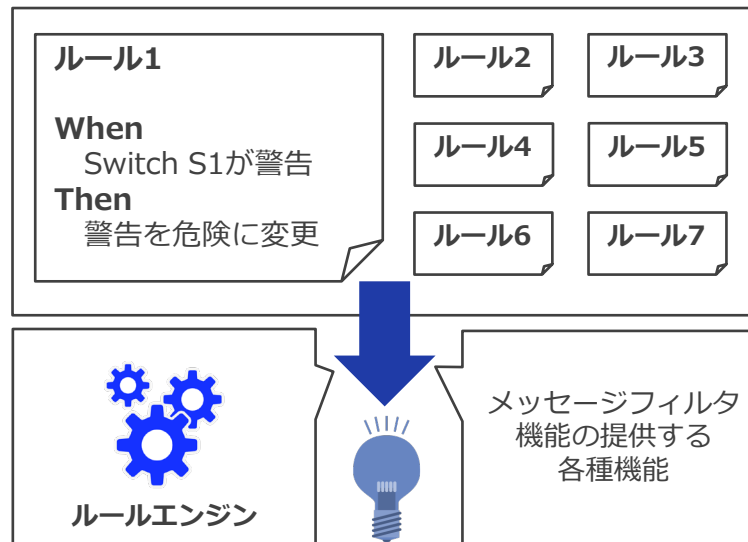 ルール1
When
Switch S1が警告
Then
警告を危険に変更
ルール2
ルール3
ルール4
ルール5
ルール6
ルール7
ルールエンジン
メッセージフィルタ
機能の提供する
各種機能